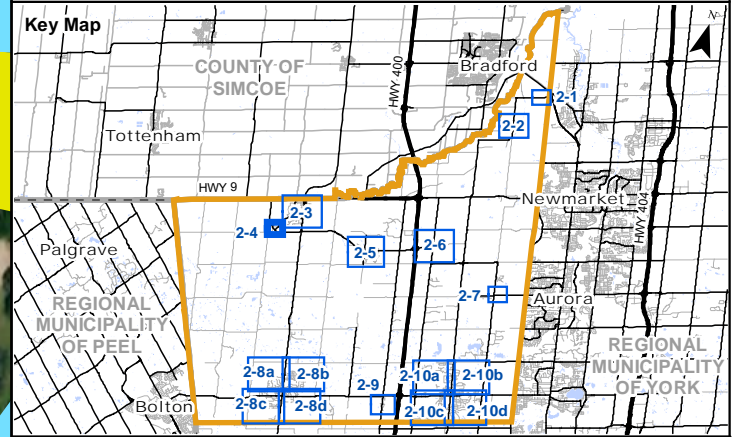 Key Map
N
COUNTY OF
SIMCOE
HWY 400
Bradford
2-1
2-2
Tottenham
HWY 9
Newmarket
HWY 404
2-3
2-4
2-5
2-6
Palgrave
2-7
Aurora
REGIONAL
MUNICIPALITY
OF PEEL
REGIONAL
MUNICIPALITY
OF YORK
2-8a
2-8b
2-9
2-10a
2-10b
Bolton
2-8c
2-8d
2-10c
2-10d